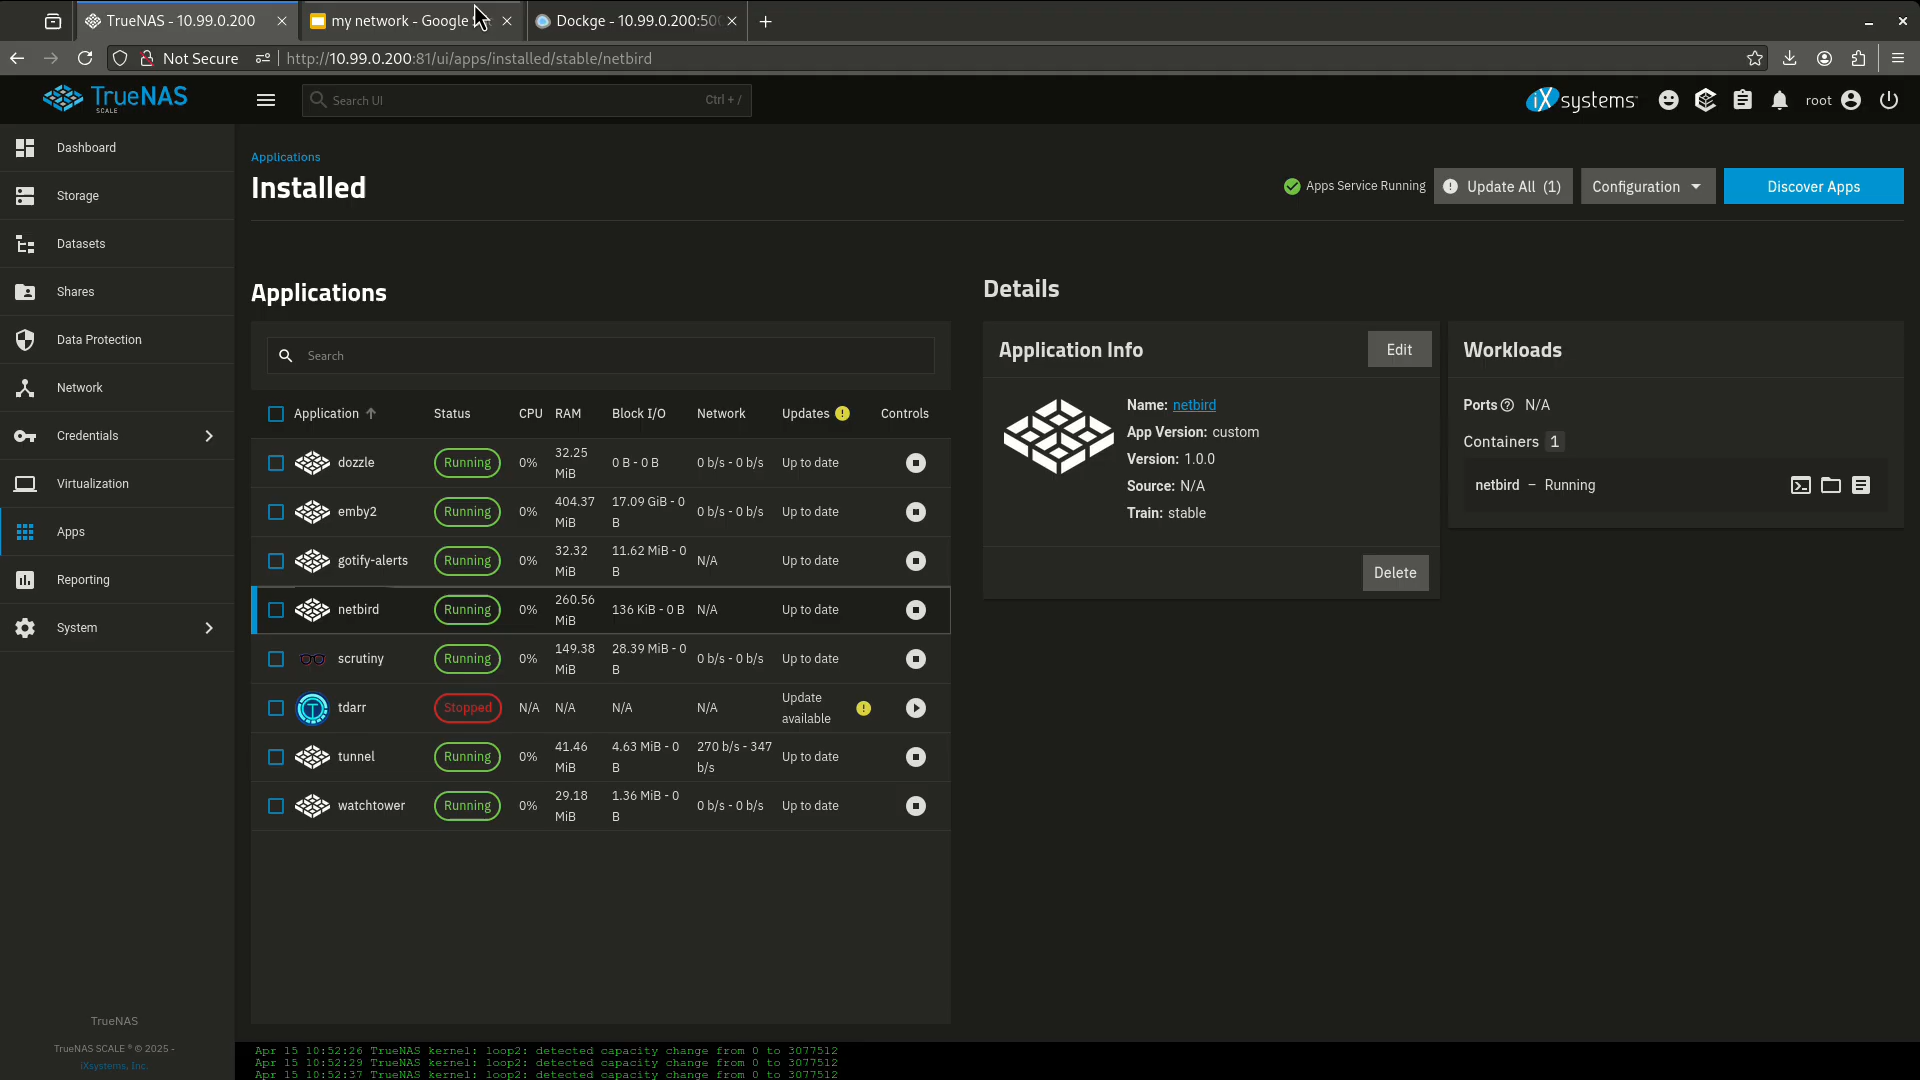 TrueNAS - 10.99.0.200
my network - Google
Dockge - 10.99.0.200:500
Not Secure
http://10.99.0.200:81/ui/apps/installed/stable/netbird
TrueNAS
SCALE
Search UI
Ctrl + /
iXsystems
root
Dashboard
Storage
Datasets
Shares
Data Protection
Network
Credentials
Virtualization
Apps
Reporting
System
TrueNAS
TrueNAS SCALE ® © 2025 -
iXsystems, Inc.
Applications
Installed
Apps Service Running
Update All (1)
Configuration
Discover Apps
Applications
Search
Application Status CPU RAM Block I/O Network Updates Controls
dozzle Running 0% 32.25 MiB 0 B - 0 B 0 b/s - 0 b/s Up to date
emby2 Running 0% 404.37 MiB 17.09 GiB - 0 B 0 b/s - 0 b/s Up to date
gotify-alerts Running 0% 32.32 MiB 11.62 MiB - 0 B N/A Up to date
netbird Running 0% 260.56 MiB 136 KiB - 0 B N/A Up to date
scrutiny Running 0% 149.38 MiB 28.39 MiB - 0 B 0 b/s - 0 b/s Up to date
tdarr Stopped N/A N/A N/A N/A Update available
tunnel Running 0% 41.46 MiB 4.63 MiB - 0 B 270 b/s - 347 b/s Up to date
watchtower Running 0% 29.18 MiB 1.36 MiB - 0 B 0 b/s - 0 b/s Up to date
Details
Application Info
Edit
Name: netbird
App Version: custom
Version: 1.0.0
Source: N/A
Train: stable
Delete
Workloads
Ports N/A
Containers 1
netbird – Running
Apr 15 10:52:26 TrueNAS kernel: loop2: detected capacity change from 0 to 3077512
Apr 15 10:52:29 TrueNAS kernel: loop2: detected capacity change from 0 to 3077512
Apr 15 10:52:37 TrueNAS kernel: loop2: detected capacity change from 0 to 3077512